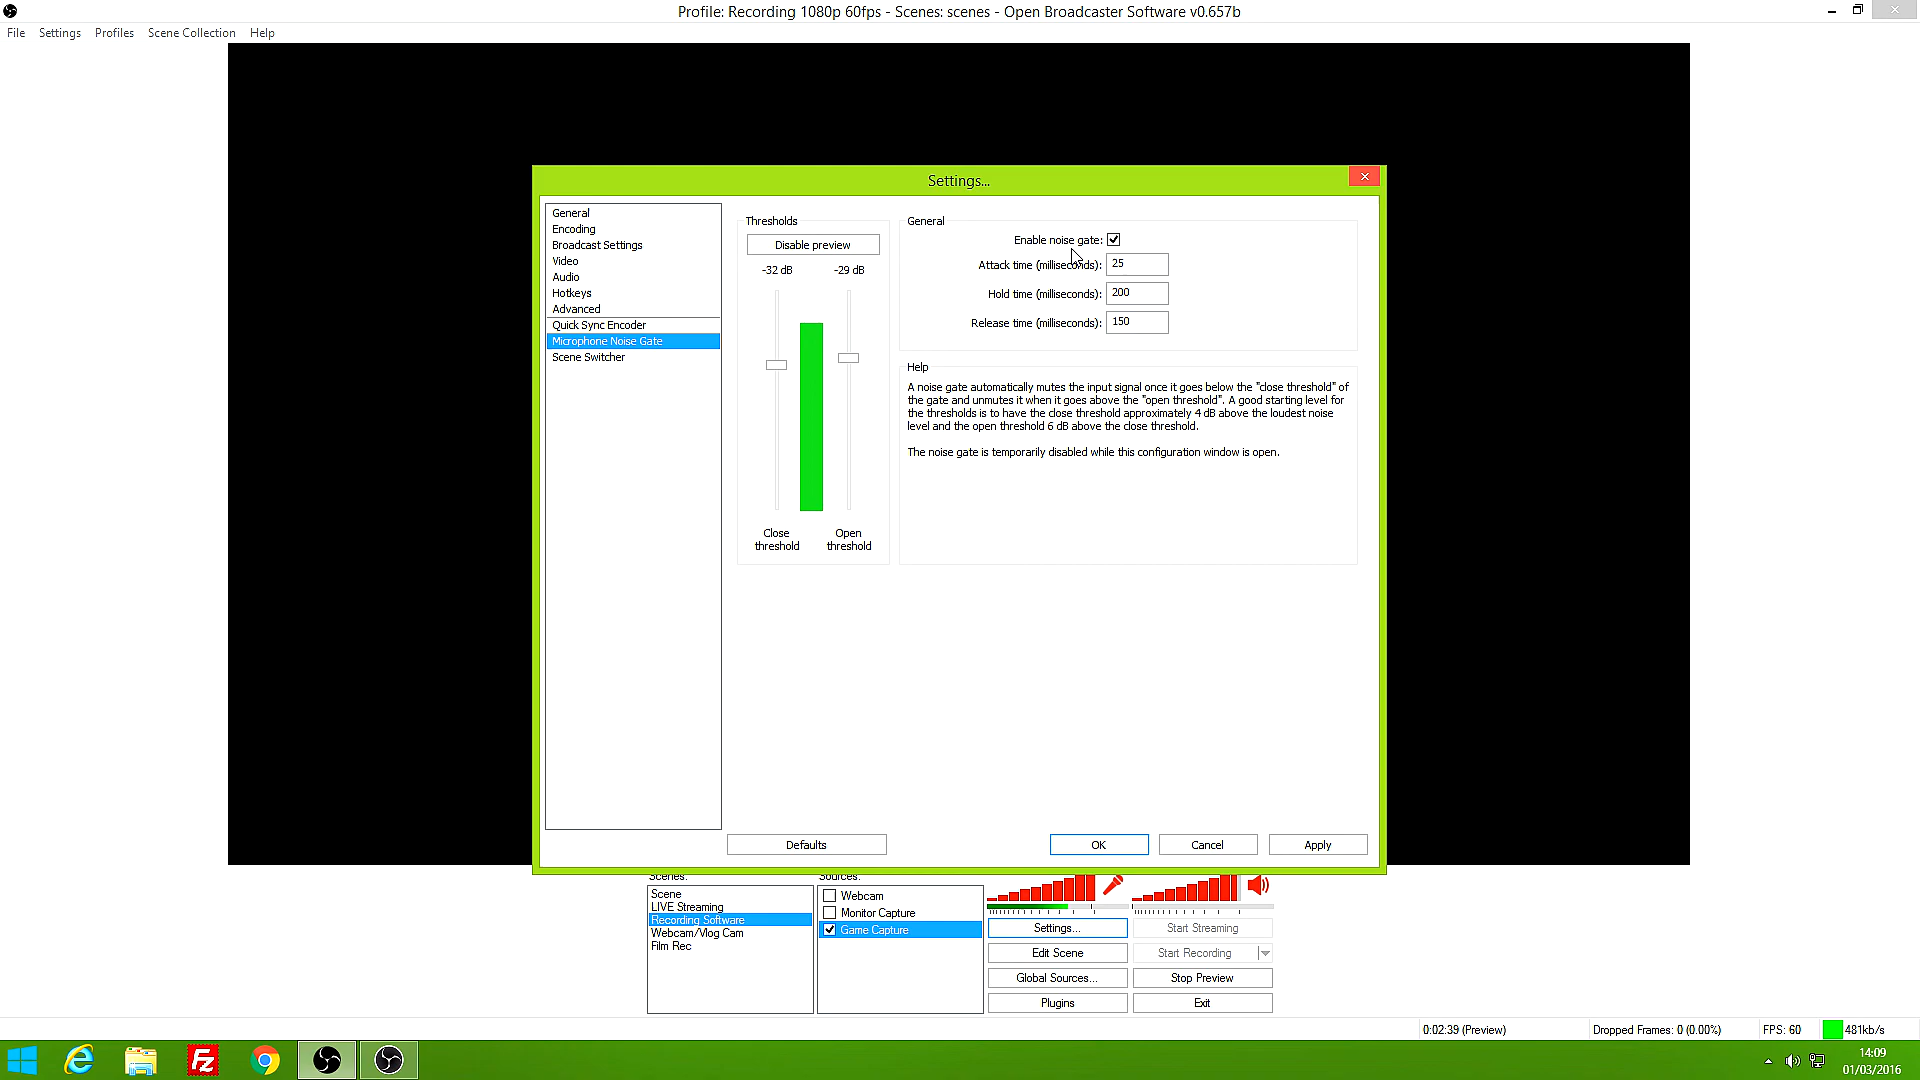 Profile: Recording 1080p 60fps - Scenes: scenes - Open Broadcaster Software v0.657b
File Settings Profiles Scene Collection Help
Settings...
General
Encoding
Broadcast Settings
Video
Audio
Hotkeys
Advanced
Quick Sync Encoder
Microphone Noise Gate
Scene Switcher
Thresholds
Disable preview
-32 dB -29 dB
Close threshold
Open threshold
General
Enable noise gate:
Attack time (milliseconds): 25
Hold time (milliseconds): 200
Release time (milliseconds): 150
Help
A noise gate automatically mutes the input signal once it goes below the "close threshold" of
the gate and unmutes it when it goes above the "open threshold". A good starting level for
the thresholds is to have the close threshold approximately 4 dB above the loudest noise
level and the open threshold 6 dB above the close threshold.
The noise gate is temporarily disabled while this configuration window is open.
Defaults
OK
Cancel
Apply
Scenes:
Scene
LIVE Streaming
Recording Software
Webcam/Vlog Cam
Film Rec
Sources:
Webcam
Monitor Capture
Game Capture
Settings...
Start Streaming
Edit Scene
Start Recording
Global Sources...
Stop Preview
Plugins
Exit
0:02:39 (Preview)
Dropped Frames: 0 (0.00%)
FPS: 60
481kb/s
Fz
14:09
01/03/2016